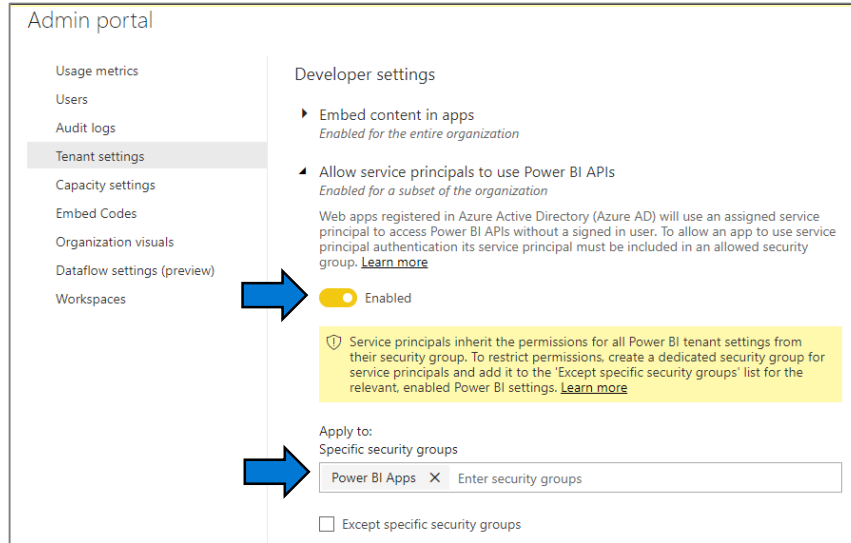 Admin portal
Usage metrics
Users
Audit logs
Tenant settings
Capacity settings
Embed Codes
Organization visuals
Dataflow settings (preview)
Workspaces
Developer settings
Embed content in apps
Enabled for the entire organization
Allow service principals to use Power BI APIs
Enabled for a subset of the organization
Web apps registered in Azure Active Directory (Azure AD) will use an assigned service
principal to access Power BI APIs without a signed in user. To allow an app to use service
principal authentication its service principal must be included in an allowed security
group. Learn more
Enabled
Service principals inherit the permissions for all Power BI tenant settings from
their security group. To restrict permissions, create a dedicated security group for
service principals and add it to the 'Except specific security groups' list for the
relevant, enabled Power BI settings. Learn more
Apply to:
Specific security groups
Power BI Apps X Enter security groups
Except specific security groups